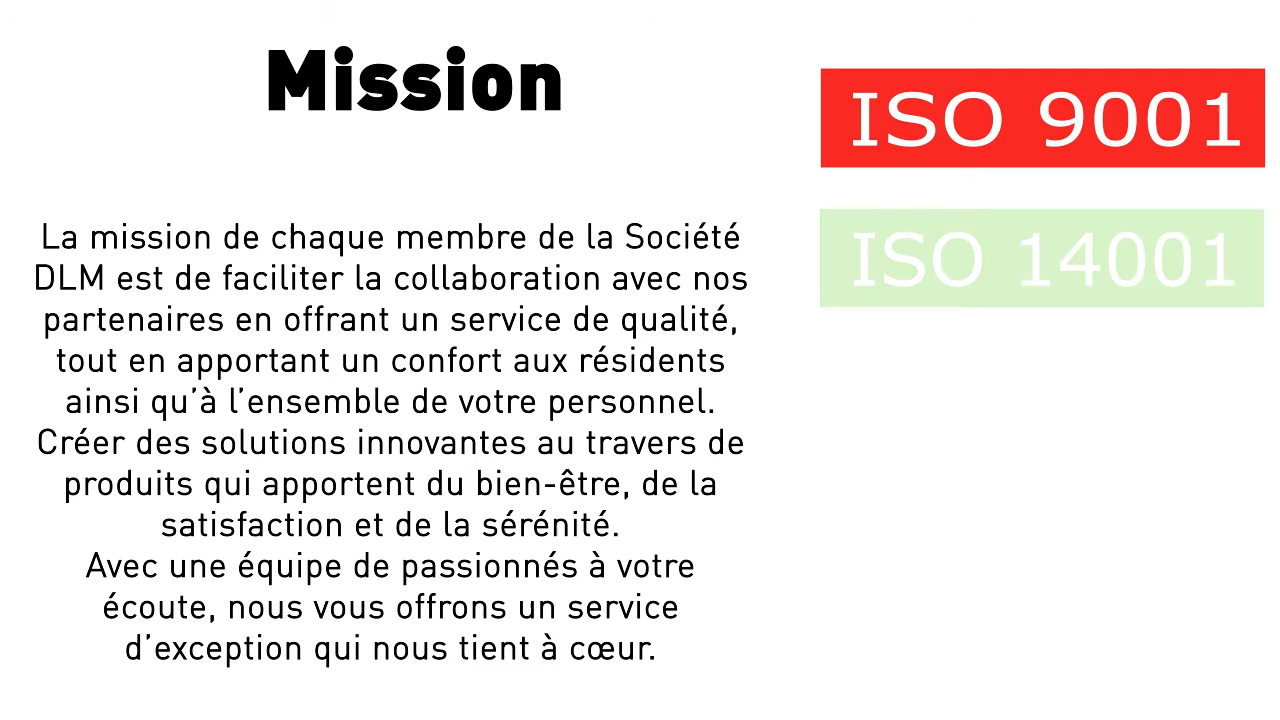 Mission
La mission de chaque membre de la Société
DLM est de faciliter la collaboration avec nos
partenaires en offrant un service de qualité,
tout en apportant un confort aux résidents
ainsi qu’à l’ensemble de votre personnel.
Créer des solutions innovantes au travers de
produits qui apportent du bien-être, de la
satisfaction et de la sérénité.
Avec une équipe de passionnés à votre
écoute, nous vous offrons un service
d’exception qui nous tient à cœur.
ISO 9001
ISO 14001